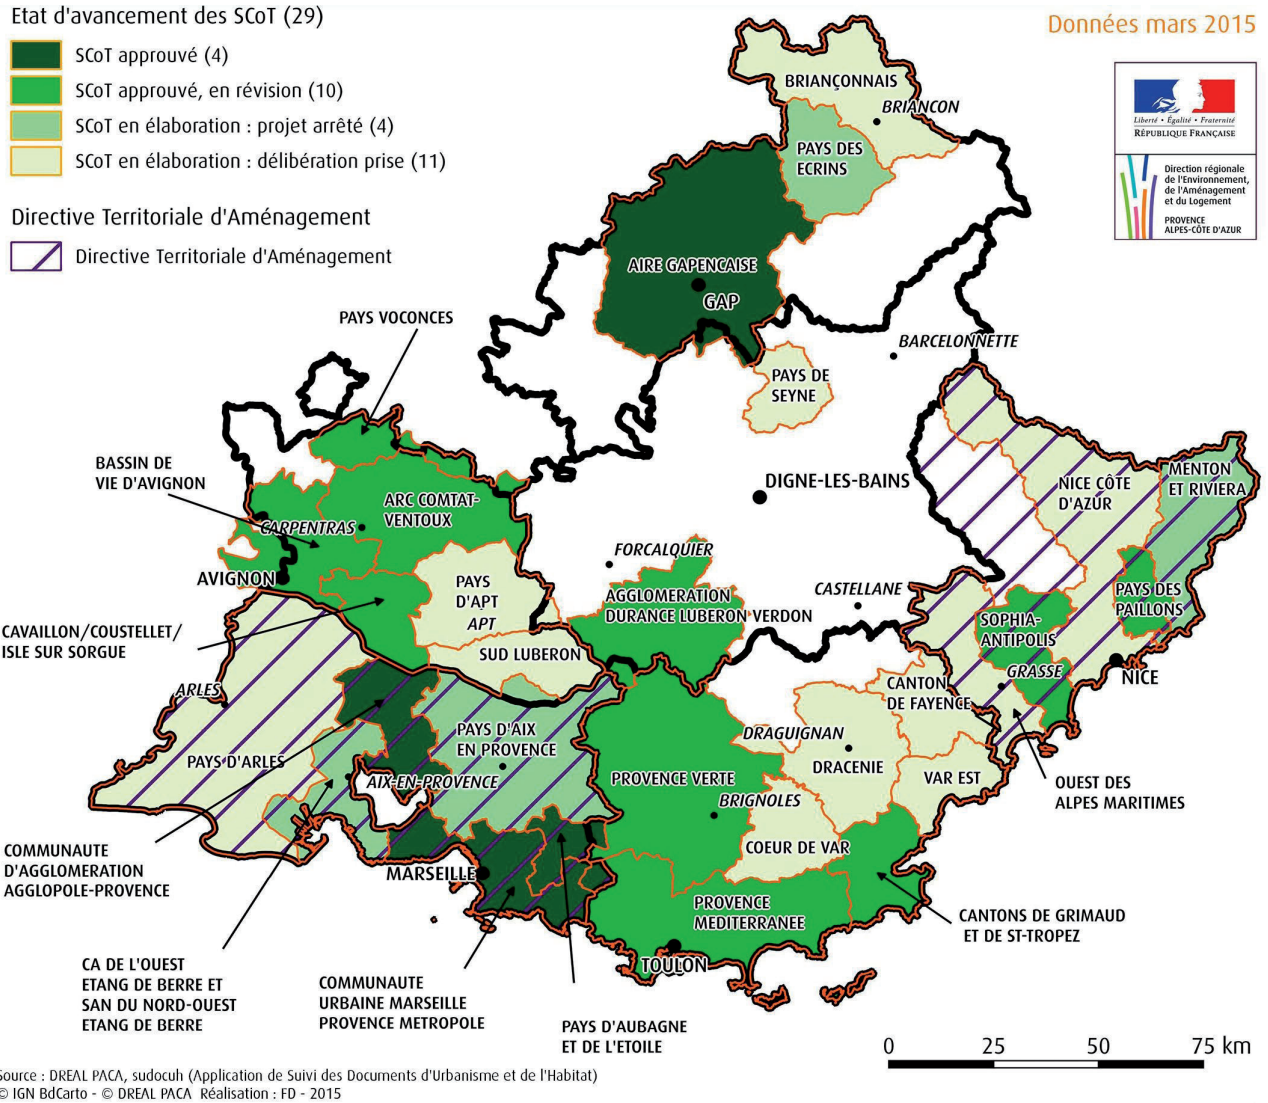 Etat d'avancement des SCoT (29)
SCoT approuvé (4)
SCoT approuvé, en révision (10)
SCoT en élaboration : projet arrêté (4)
SCoT en élaboration : délibération prise (11)
Directive Territoriale d'Aménagement
Directive Territoriale d'Aménagement
Données mars 2015
Liberté • Égalité • Fraternité
RÉPUBLIQUE FRANÇAISE
Direction régionale
de l'Environnement,
de l'Aménagement
et du Logement
PROVENCE
ALPES-CÔTE D'AZUR
BRIANÇONNAIS
BRIANCON
PAYS DES
ECRINS
AIRE GAPENCAISE
GAP
PAYS VOCONCES
BARCELONNETTE
PAYS DE
SEYNE
BASSIN DE
VIE D'AVIGNON
DIGNE-LES-BAINS
MENTON
ET RIVIERA
NICE CÔTE
D'AZUR
ARC COMTAT-
VENTOUX
CARPENTRAS
FORCALQUIER
AVIGNON
PAYS
D'APT
APT
AGGLOMERATION
DURANCE LUBERON VERDON
CASTELLANE
PAYS DES
PAILLONS
SOPHIA-
ANTIPOLIS
CAVAILLON/COUSTELLET/
ISLE SUR SORGUE
SUD LUBERON
GRASSE
NICE
ARLES
CANTON
DE FAYENCE
PAYS D'AIX
EN PROVENCE
DRAGUIGNAN
PAYS D'ARLES
AIX-EN-PROVENCE
PROVENCE VERTE
DRACENIE
VAR EST
OUEST DES
ALPES MARITIMES
BRIGNOLES
COEUR DE VAR
COMMUNAUTE
D'AGGLOMERATION
AGGLOPOLE-PROVENCE
MARSEILLE
PROVENCE
MEDITERRANEE
CANTONS DE GRIMAUD
ET DE ST-TROPEZ
TOULON
CA DE L'OUEST
ETANG DE BERRE ET
SAN DU NORD-OUEST
ETANG DE BERRE
COMMUNAUTE
URBAINE MARSEILLE
PROVENCE METROPOLE
PAYS D'AUBAGNE
ET DE L'ETOILE
0 25 50 75 km
Source : DREAL PACA, sudocuh (Application de Suivi des Documents d'Urbanisme et de l'Habitat)
© IGN BdCarto - © DREAL PACA Réalisation : FD - 2015